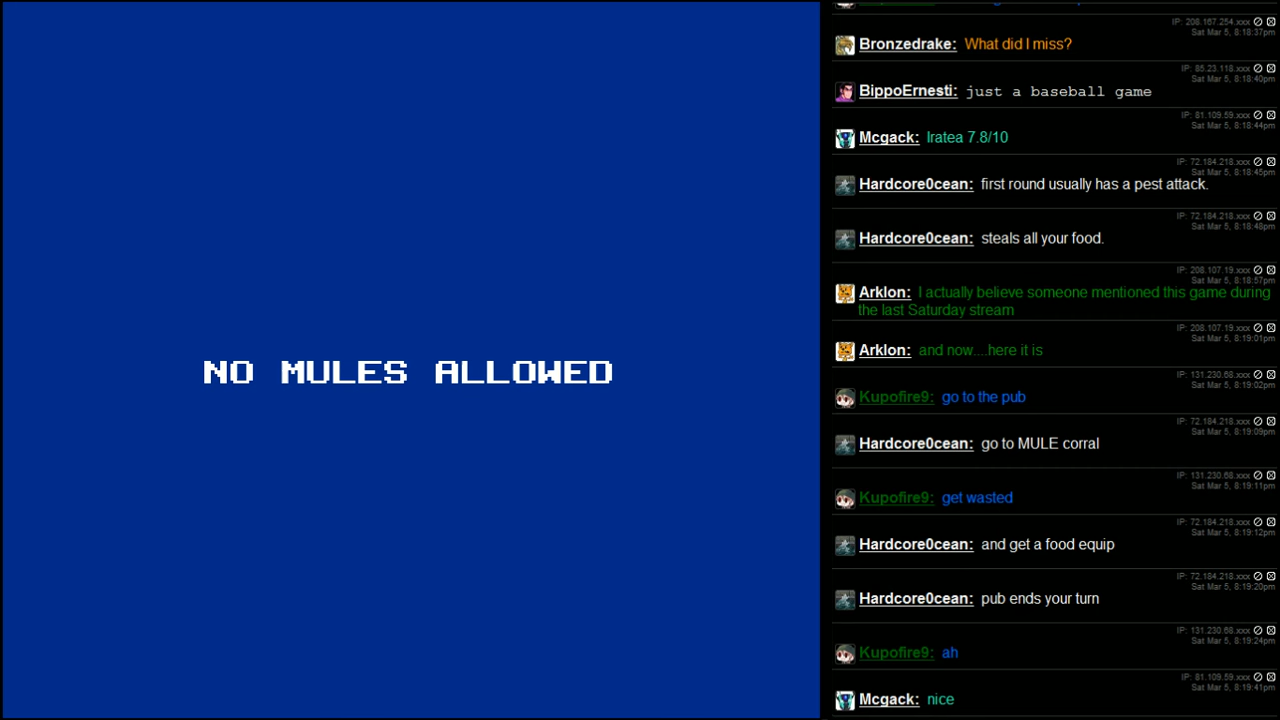 NO MULES ALLOWED
IP: 208.167.254.xxx
Sat Mar 5, 8:18:37pm
Bronzedrake: What did I miss?
IP: 85.23.118.xxx
Sat Mar 5, 8:18:40pm
BippoErnesti: just a baseball game
IP: 81.109.59.xxx
Sat Mar 5, 8:18:44pm
Mcgack: Iratea 7.8/10
IP: 72.184.218.xxx
Sat Mar 5, 8:18:45pm
Hardcore0cean: first round usually has a pest attack.
IP: 72.184.218.xxx
Sat Mar 5, 8:18:48pm
Hardcore0cean: steals all your food.
IP: 208.107.19.xxx
Sat Mar 5, 8:18:57pm
Arklon: I actually believe someone mentioned this game during
the last Saturday stream
IP: 208.107.19.xxx
Sat Mar 5, 8:19:01pm
Arklon: and now....here it is
IP: 131.230.68.xxx
Sat Mar 5, 8:19:02pm
Kupofire9: go to the pub
IP: 72.184.218.xxx
Sat Mar 5, 8:19:09pm
Hardcore0cean: go to MULE corral
IP: 131.230.68.xxx
Sat Mar 5, 8:19:11pm
Kupofire9: get wasted
IP: 72.184.218.xxx
Sat Mar 5, 8:19:12pm
Hardcore0cean: and get a food equip
IP: 72.184.218.xxx
Sat Mar 5, 8:19:20pm
Hardcore0cean: pub ends your turn
IP: 131.230.68.xxx
Sat Mar 5, 8:19:24pm
Kupofire9: ah
IP: 81.109.59.xxx
Sat Mar 5, 8:19:41pm
Mcgack: nice